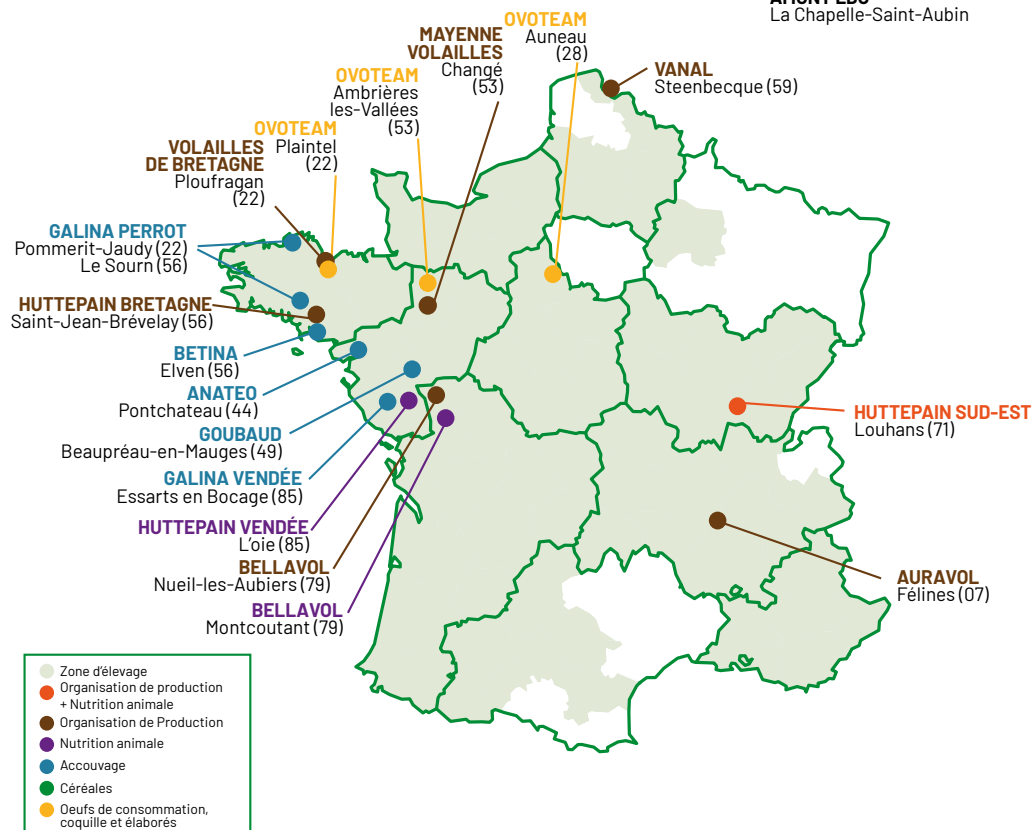 AMONT LDC
La Chapelle-Saint-Aubin
OVOTEAM
Auneau
(28)
MAYENNE
VOLAILLES
Changé
(53)
VANAL
Steenbecque (59)
OVOTEAM
Ambrières
les-Vallées
(53)
OVOTEAM
Plaintel
(22)
VOLAILLES
DE BRETAGNE
Ploufragan
(22)
GALINA PERROT
Pommerit-Jaudy (22)
Le Sourn (56)
HUTTEPAIN BRETAGNE
Saint-Jean-Brévelay (56)
BETINA
Elven (56)
ANATEO
Pontchateau (44)
GOUBAUD
Beaupréau-en-Mauges (49)
GALINA VENDÉE
Essarts en Bocage (85)
HUTTEPAIN VENDÉE
L'oie (85)
BELLAVOL
Nueil-les-Aubiers (79)
BELLAVOL
Montcoutant (79)
HUTTEPAIN SUD-EST
Louhans (71)
AURAVOL
Félines (07)
Zone d'élevage
Organisation de production
+ Nutrition animale
Organisation de Production
Nutrition animale
Accouvage
Céréales
Oeufs de consommation,
coquille et élaborés